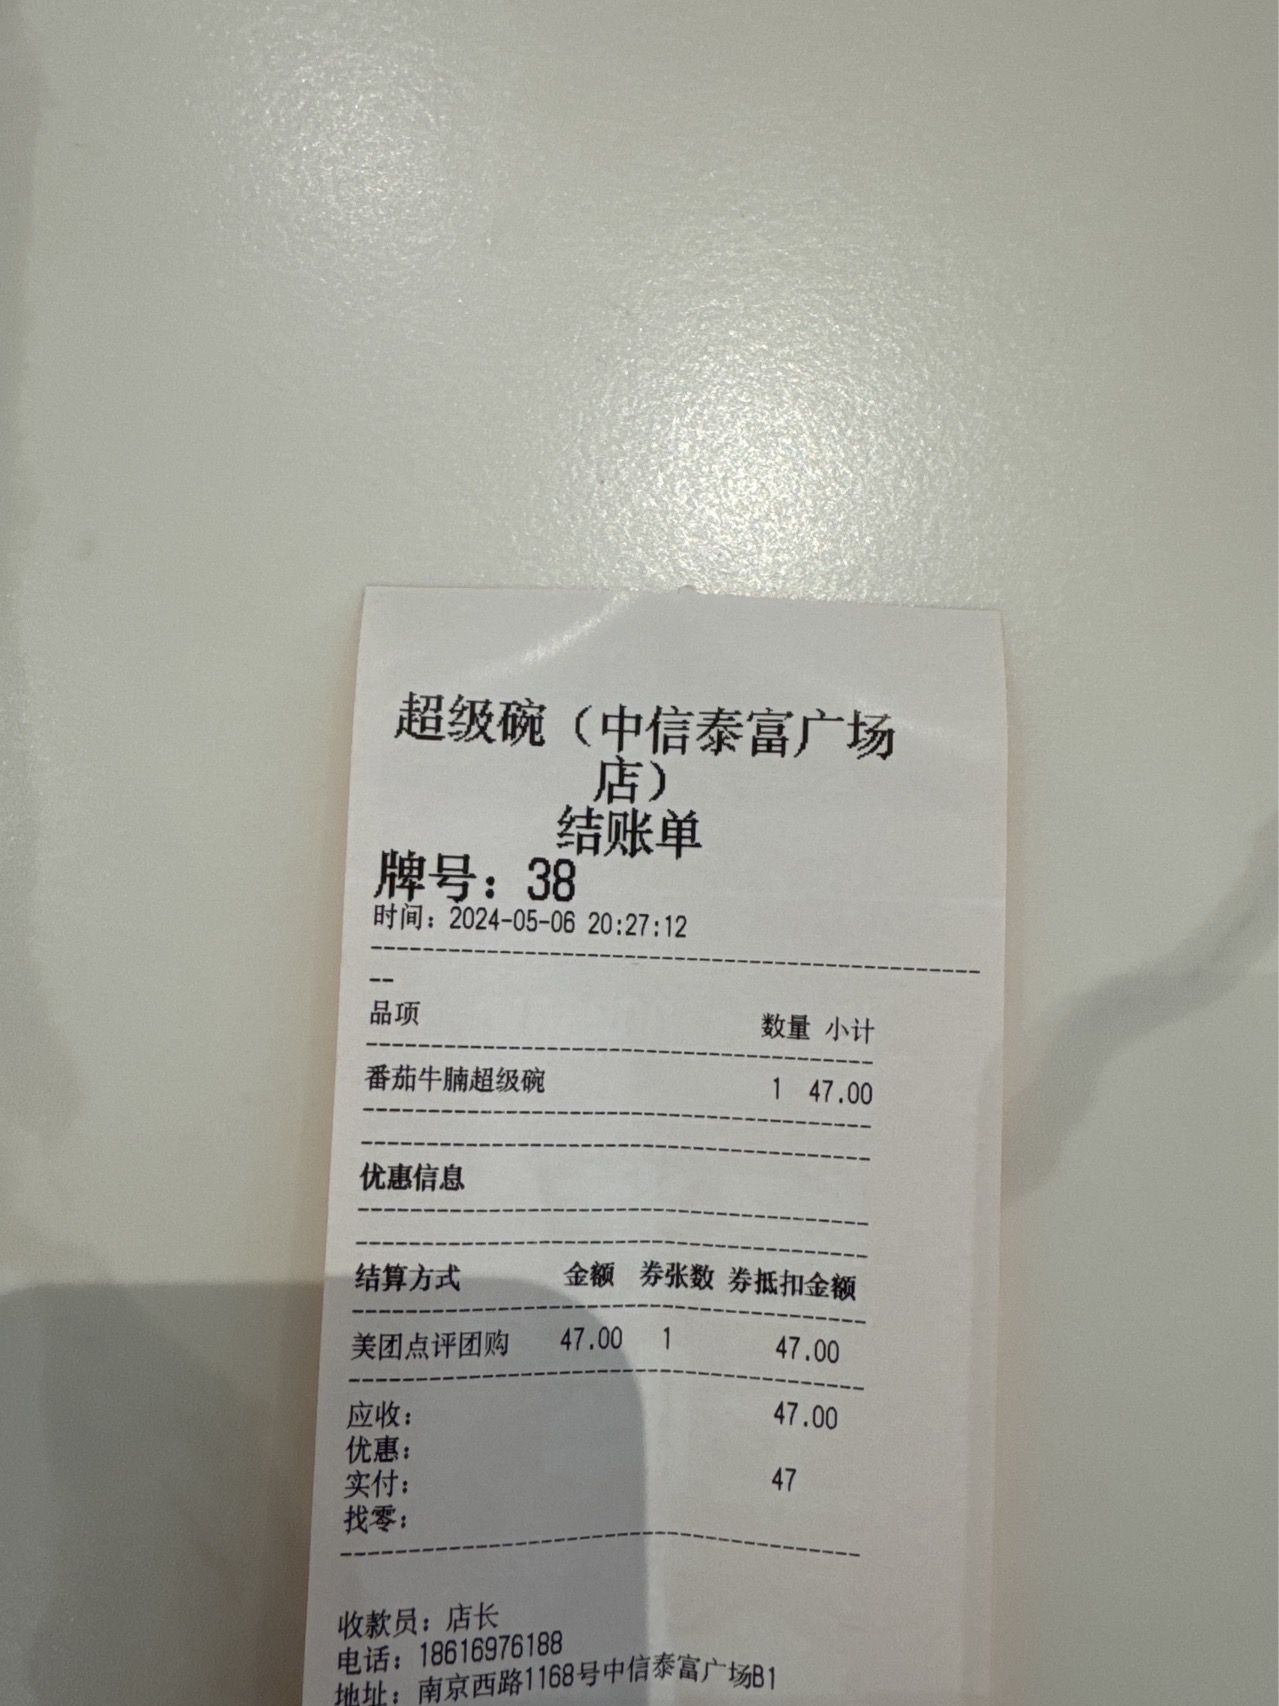 超级碗（中信泰富广场
店）
结账单
牌号：38
时间：2024-05-06 20:27:12
--
品项 数量 小计
番茄牛腩超级碗 1 47.00
优惠信息
结算方式 金额 券张数 券抵扣金额
美团点评团购 47.00 1 47.00
应收： 47.00
优惠：
实付： 47
找零：
收款员：店长
电话：18616976188
地址：南京西路1168号中信泰富广场B1